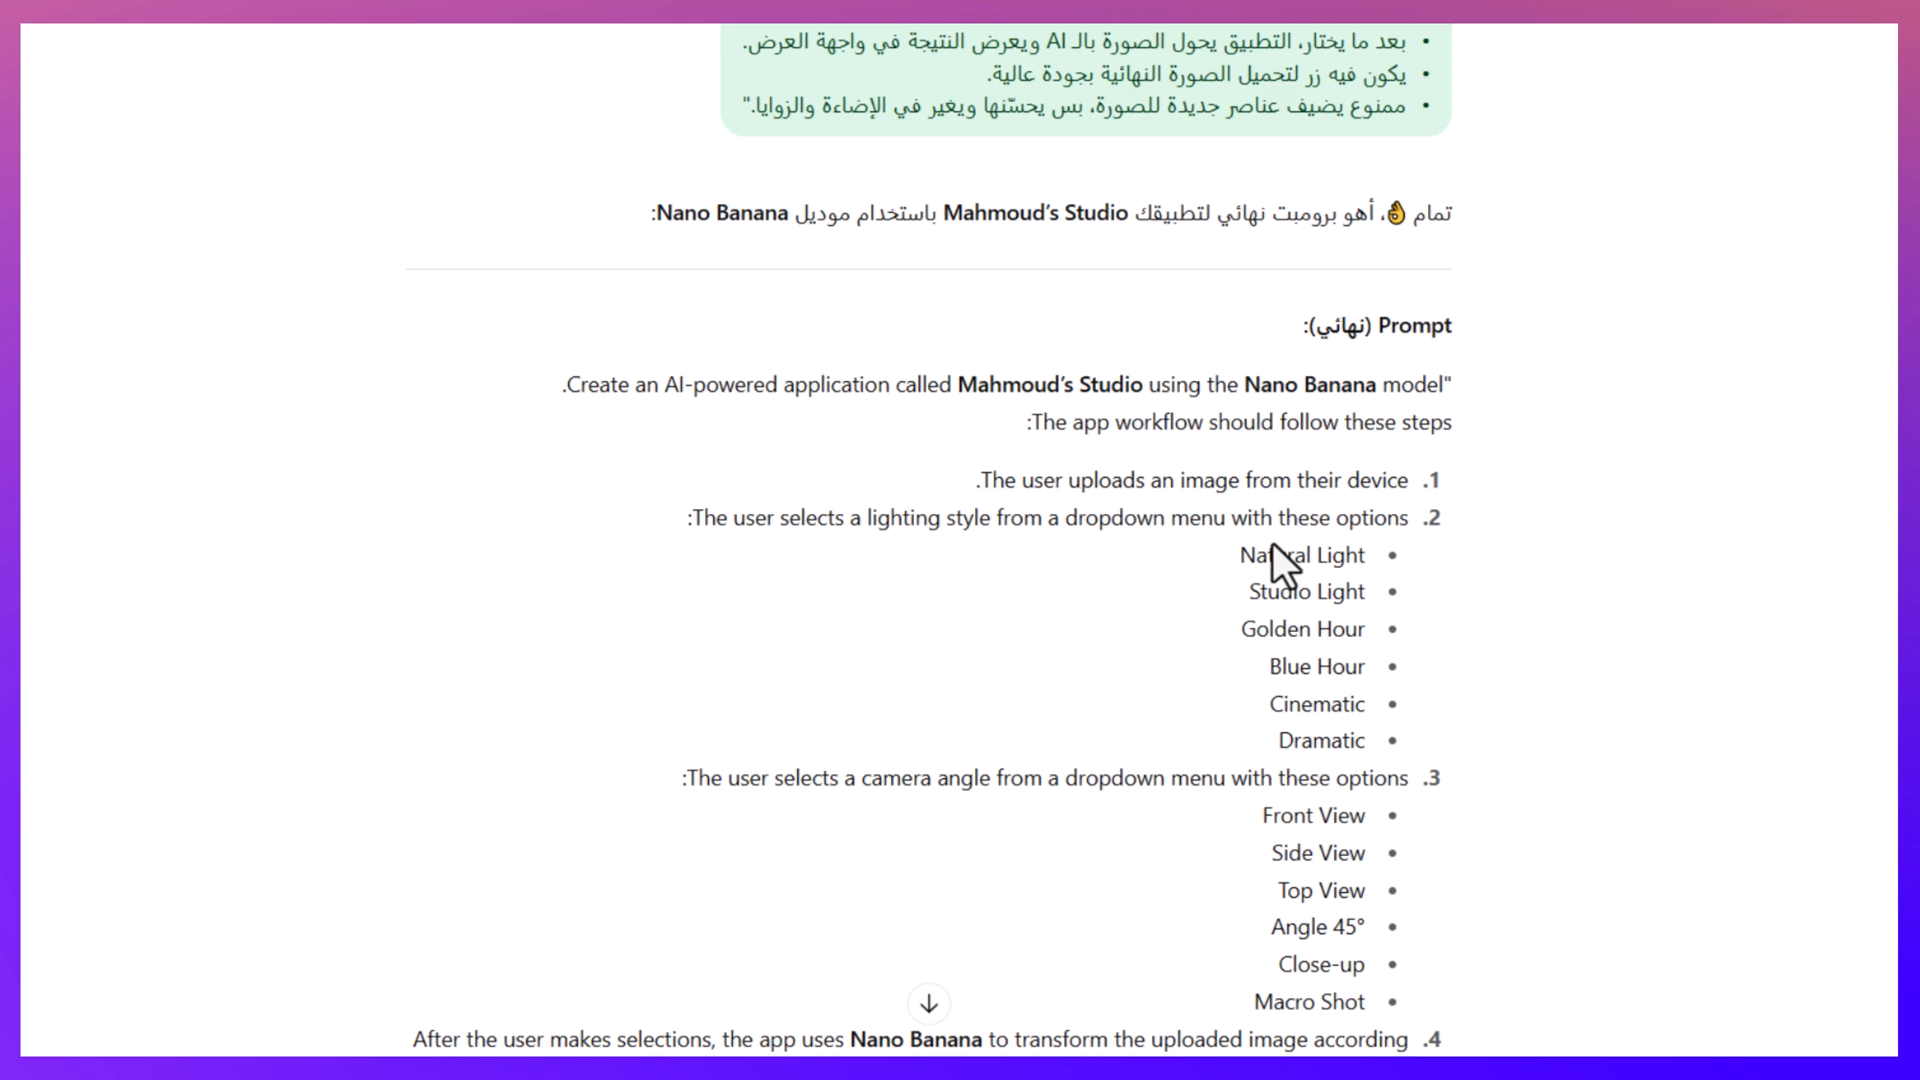 • بعد ما يختار، التطبيق يحول الصورة بالـ AI ويعرض النتيجة في واجهة العرض.
• يكون فيه زر لتحميل الصورة النهائية بجودة عالية.
• ممنوع يضيف عناصر جديدة للصورة، بس يحسّنها ويغير في الإضاءة والزوايا."
تمام 👌، أهو برومبت نهائي لتطبيقك Mahmoud’s Studio باستخدام موديل Nano Banana:
Prompt (نهائي):
"Create an AI-powered application called Mahmoud’s Studio using the Nano Banana model.
The app workflow should follow these steps:
1. The user uploads an image from their device.
2. The user selects a lighting style from a dropdown menu with these options:
• Natural Light
• Studio Light
• Golden Hour
• Blue Hour
• Cinematic
• Dramatic
3. The user selects a camera angle from a dropdown menu with these options:
• Front View
• Side View
• Top View
• Angle 45°
• Close-up
• Macro Shot
4. After the user makes selections, the app uses Nano Banana to transform the uploaded image according